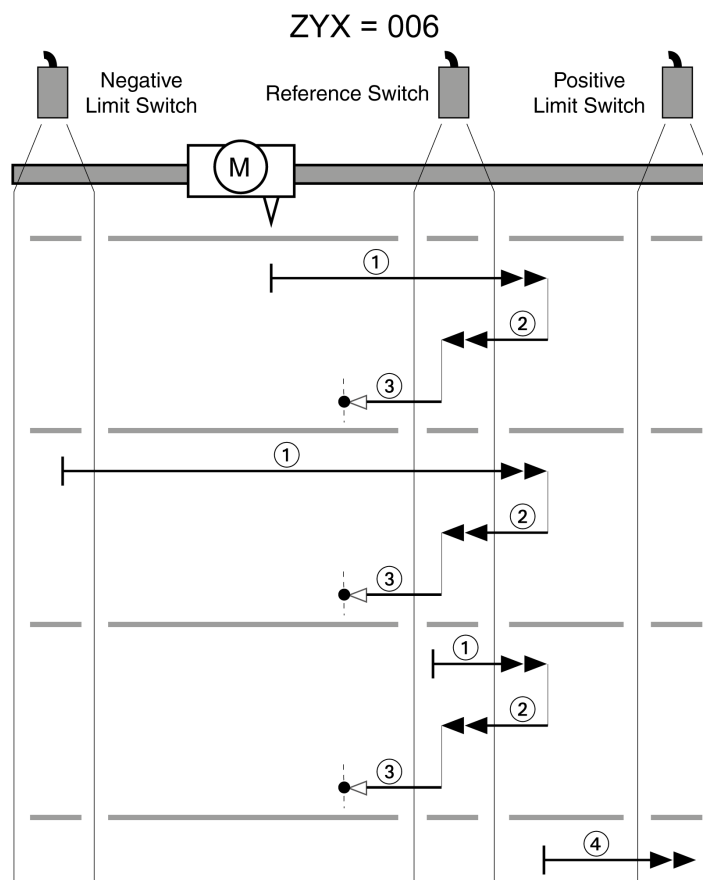 ZYX = 006
Negative
Limit Switch
Reference Switch
Positive
Limit Switch
M
1
2
3
1
2
3
1
2
3
4